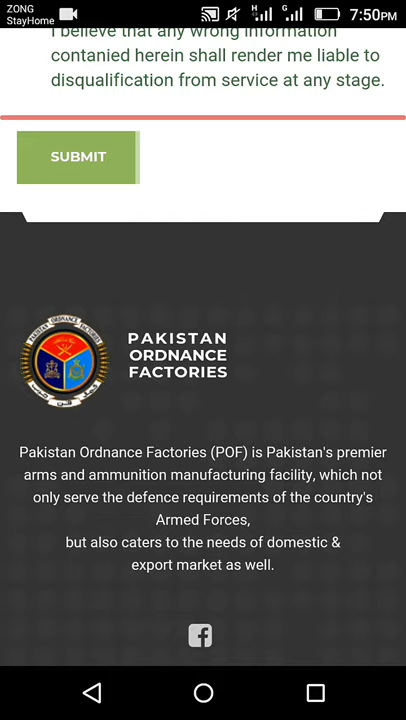 ZONG
StayHome
H
G
7:50PM
I believe that any wrong information
contanied herein shall render me liable to
disqualification from service at any stage.
SUBMIT
PAKISTAN
ORDNANCE
FACTORIES
Pakistan Ordnance Factories (POF) is Pakistan's premier
arms and ammunition manufacturing facility, which not
only serve the defence requirements of the country's
Armed Forces,
but also caters to the needs of domestic &
export market as well.